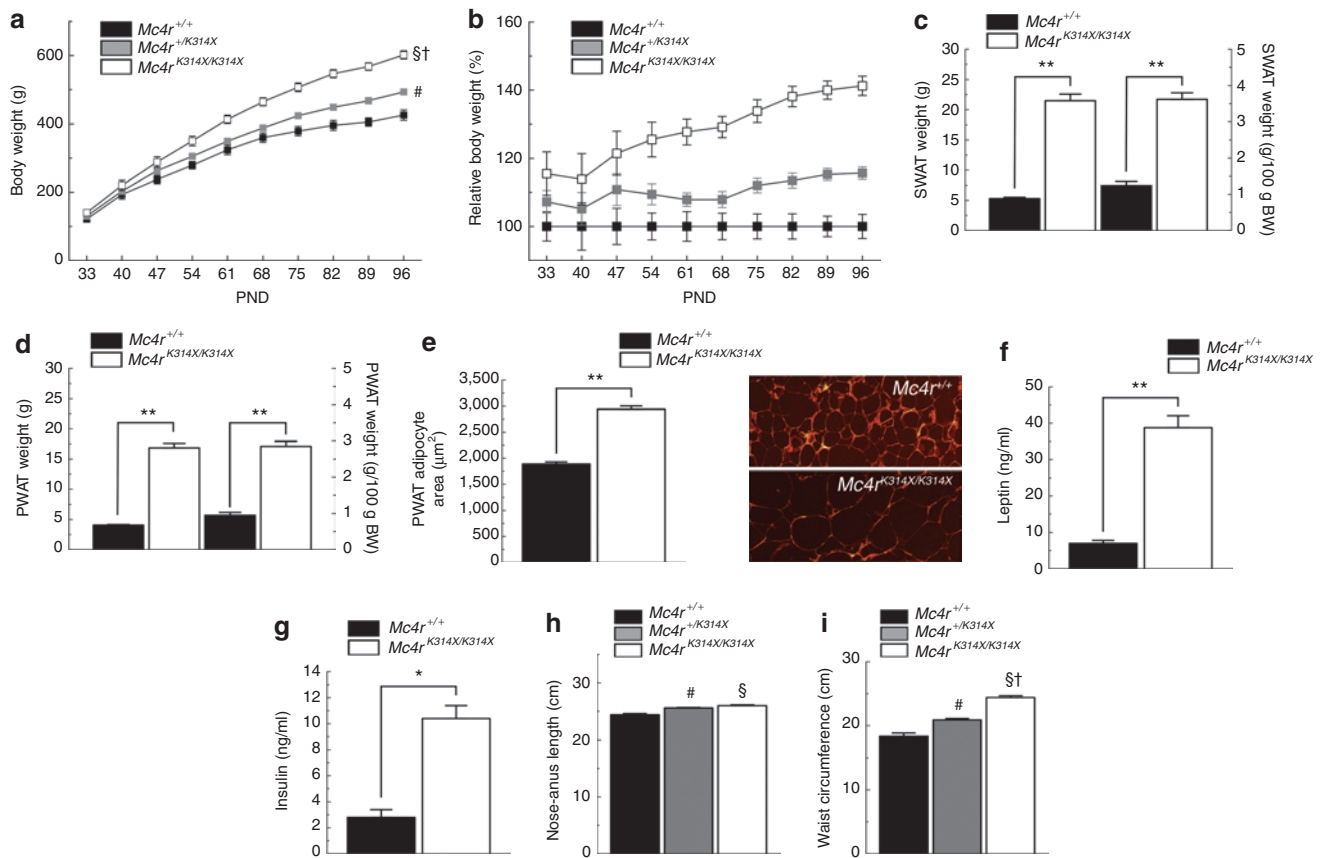 a
Mc4r+/+
Mc4r+/K314X
Mc4rK314X/K314X
Body weight (g)
600
400
200
0
§†
#
33 40 47 54 61 68 75 82 89 96
PND
b
Mc4r+/+
Mc4r+/K314X
Mc4rK314X/K314X
Relative body weight (%)
160
140
120
100
33 40 47 54 61 68 75 82 89 96
PND
c
Mc4r+/+
Mc4rK314X/K314X
SWAT weight (g)
30
25
20
15
10
5
0
** **
5
4
3
2
1
0
SWAT weight (g/100 g BW)
d
Mc4r+/+
Mc4rK314X/K314X
PWAT weight (g)
30
25
20
15
10
5
0
** **
5
4
3
2
1
0
PWAT weight (g/100 g BW)
e
Mc4r+/+
Mc4rK314X/K314X
PWAT adipocyte
area (µm2)
3,500
3,000
2,500
2,000
1,500
1,000
500
0
**
Mc4r+/+
Mc4rK314X/K314X
f
Mc4r+/+
Mc4rK314X/K314X
Leptin (ng/ml)
50
40
30
20
10
0
**
g
Mc4r+/+
Mc4rK314X/K314X
Insulin (ng/ml)
14
12
10
8
6
4
2
0
*
h
Mc4r+/+
Mc4r+/K314X
Mc4rK314X/K314X
Nose-anus length (cm)
30
20
10
0
# §
i
Mc4r+/+
Mc4r+/K314X
Mc4rK314X/K314X
Waist circumference (cm)
30
20
10
0
# §†